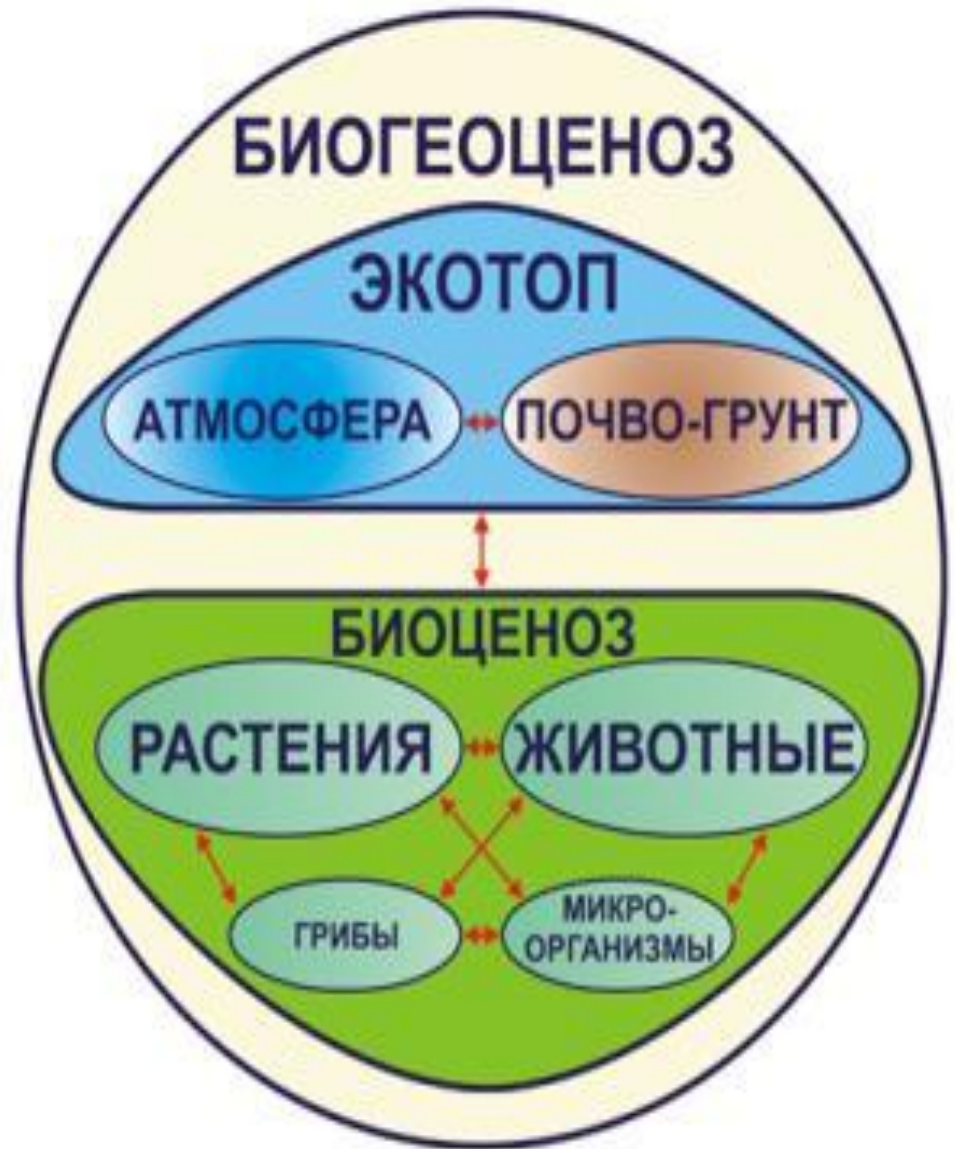 БИОГЕОЦЕНОЗ
ЭКОТОП
АТМОСФЕРА
ПОЧВО-ГРУНТ
БИОЦЕНОЗ
РАСТЕНИЯ
ЖИВОТНЫЕ
ГРИБЫ
МИКРО-
ОРГАНИЗМЫ